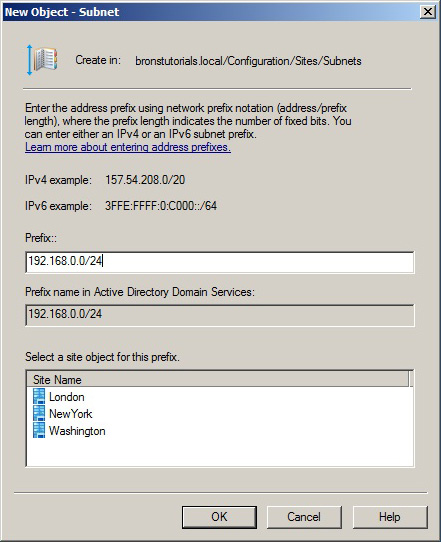 New Object - Subnet
Create in: bronstutorials.local/Configuration/Sites/Subnets
Enter the address prefix using network prefix notation (address/prefix
length), where the prefix length indicates the number of fixed bits. You
can enter either an IPv4 or an IPv6 subnet prefix.
Learn more about entering address prefixes.
IPv4 example: 157.54.208.0/20
IPv6 example: 3FFE:FFFF:0:C000::/64
Prefix::
192.168.0.0/24
Prefix name in Active Directory Domain Services:
192.168.0.0/24
Select a site object for this prefix.
Site Name
London
NewYork
Washington
OK Cancel Help